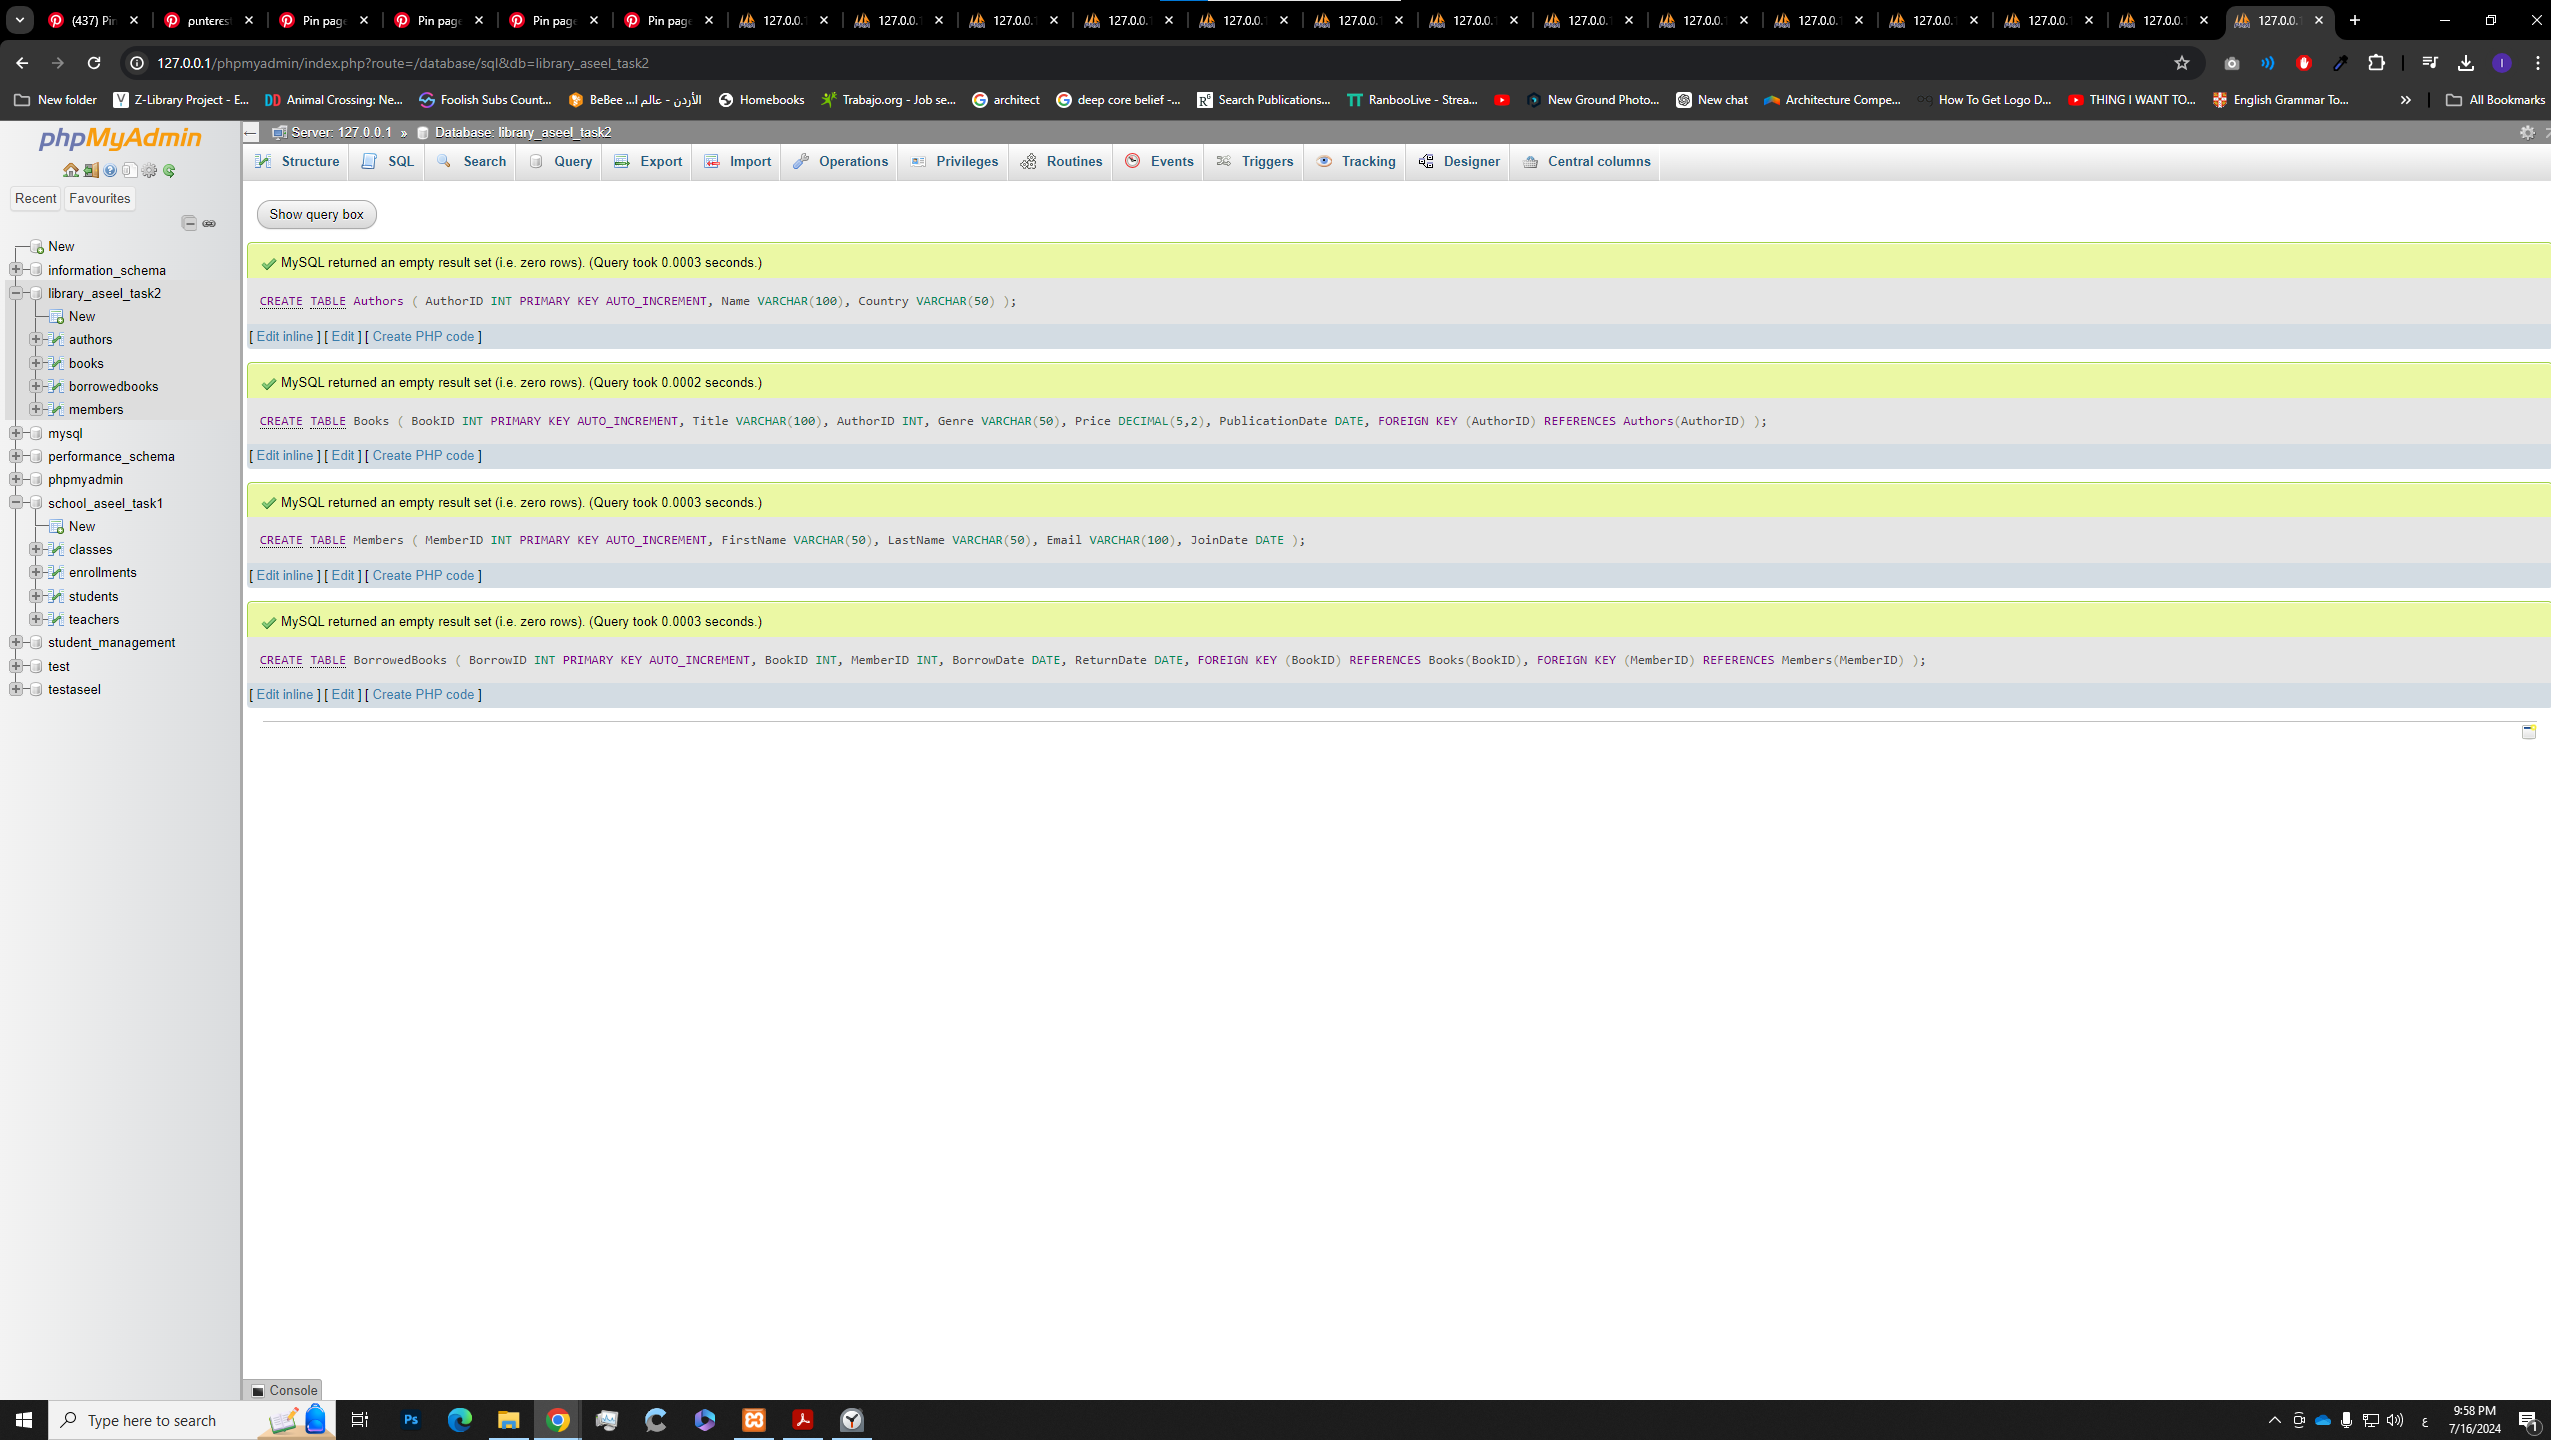 (437) Pin
pinterest
Pin page
Pin page
Pin page
Pin page
127.0.0.1
127.0.0.1
127.0.0.1
127.0.0.1
127.0.0.1
127.0.0.1
127.0.0.1
127.0.0.1
127.0.0.1
127.0.0.1
127.0.0.1
127.0.0.1
127.0.0.1
127.0.0.1
127.0.0.1/phpmyadmin/index.php?route=/database/sql&db=library_aseel_task2
New folder
Z-Library Project - E...
Animal Crossing: Ne...
Foolish Subs Count...
BeBee ...الأردن - عالم ا
Homebooks
Trabajo.org - Job se...
architect
deep core belief -...
Search Publications...
RanbooLive - Strea...
New Ground Photo...
New chat
Architecture Compe...
How To Get Logo D...
THING I WANT TO...
English Grammar To...
All Bookmarks
phpMyAdmin
Server: 127.0.0.1 » Database: library_aseel_task2
Structure SQL Search Query Export Import Operations Privileges Routines Events Triggers Tracking Designer Central columns
Recent Favourites
New
information_schema
library_aseel_task2
New
authors
books
borrowedbooks
members
mysql
performance_schema
phpmyadmin
school_aseel_task1
New
classes
enrollments
students
teachers
student_management
test
testaseel
Show query box
MySQL returned an empty result set (i.e. zero rows). (Query took 0.0003 seconds.)
CREATE TABLE Authors ( AuthorID INT PRIMARY KEY AUTO_INCREMENT, Name VARCHAR(100), Country VARCHAR(50) );
[ Edit inline ] [ Edit ] [ Create PHP code ]
MySQL returned an empty result set (i.e. zero rows). (Query took 0.0002 seconds.)
CREATE TABLE Books ( BookID INT PRIMARY KEY AUTO_INCREMENT, Title VARCHAR(100), AuthorID INT, Genre VARCHAR(50), Price DECIMAL(5,2), PublicationDate DATE, FOREIGN KEY (AuthorID) REFERENCES Authors(AuthorID) );
[ Edit inline ] [ Edit ] [ Create PHP code ]
MySQL returned an empty result set (i.e. zero rows). (Query took 0.0003 seconds.)
CREATE TABLE Members ( MemberID INT PRIMARY KEY AUTO_INCREMENT, FirstName VARCHAR(50), LastName VARCHAR(50), Email VARCHAR(100), JoinDate DATE );
[ Edit inline ] [ Edit ] [ Create PHP code ]
MySQL returned an empty result set (i.e. zero rows). (Query took 0.0003 seconds.)
CREATE TABLE BorrowedBooks ( BorrowID INT PRIMARY KEY AUTO_INCREMENT, BookID INT, MemberID INT, BorrowDate DATE, ReturnDate DATE, FOREIGN KEY (BookID) REFERENCES Books(BookID), FOREIGN KEY (MemberID) REFERENCES Members(MemberID) );
[ Edit inline ] [ Edit ] [ Create PHP code ]
Console
Type here to search
Ps
ع
9:58 PM
7/16/2024
1